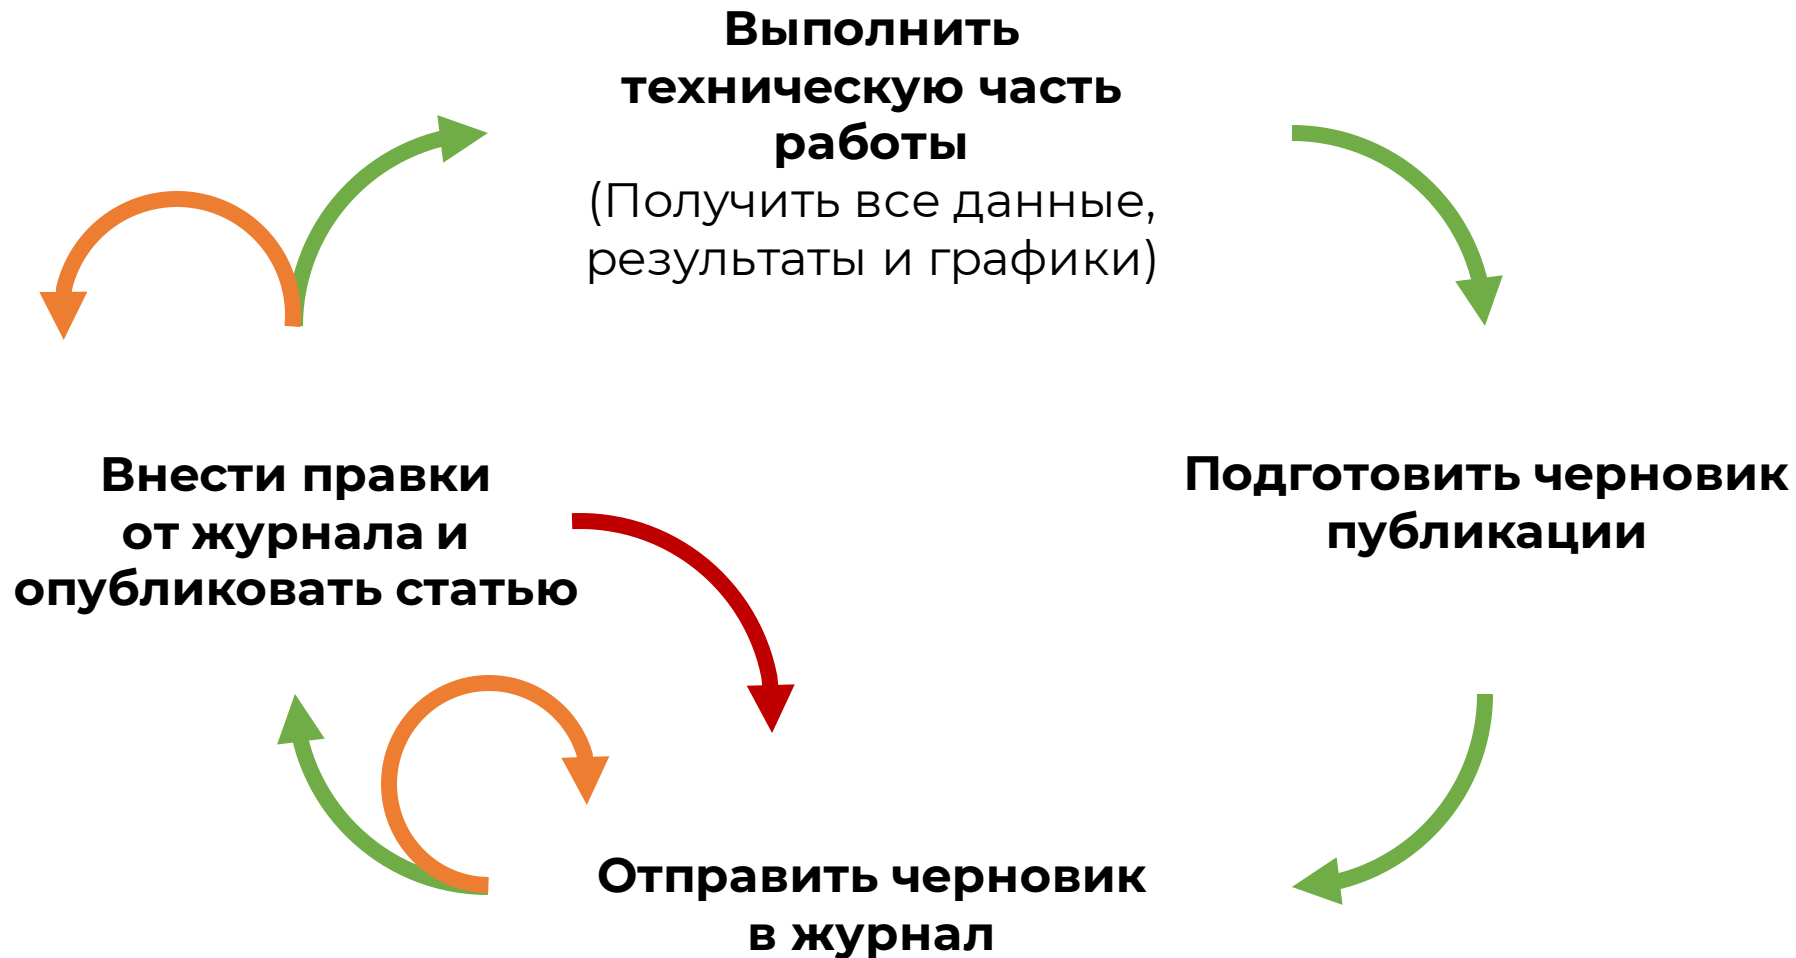 Выполнить
техническую часть
работы
(Получить все данные,
результаты и графики)
Внести правки
от журнала и
опубликовать статью
Подготовить черновик
публикации
Отправить черновик
в журнал